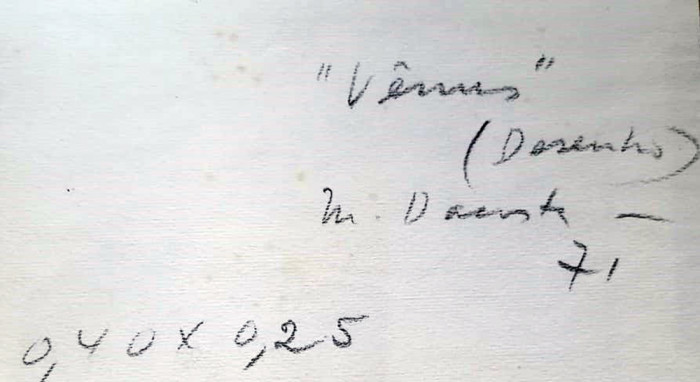 "Vênus"
(Desenho)
M. Dacosta —
71
0,40 x 0,25